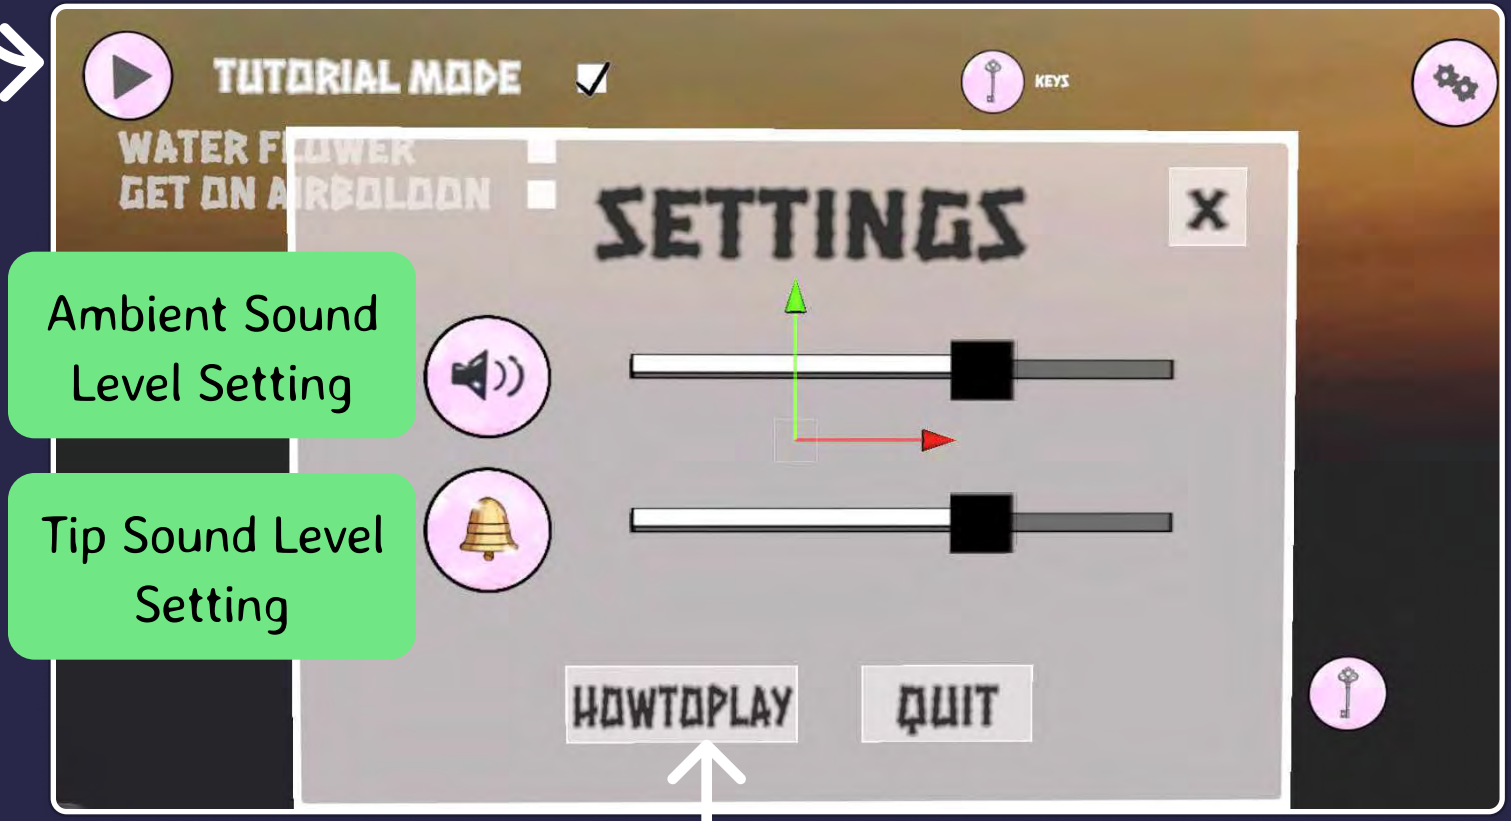 TUTORIAL MODE
KEYS
WATER FLOWER
GET ON AIRBOLOON
SETTINGS
X
Ambient Sound
Level Setting
Tip Sound Level
Setting
HOWTOPLAY
QUIT